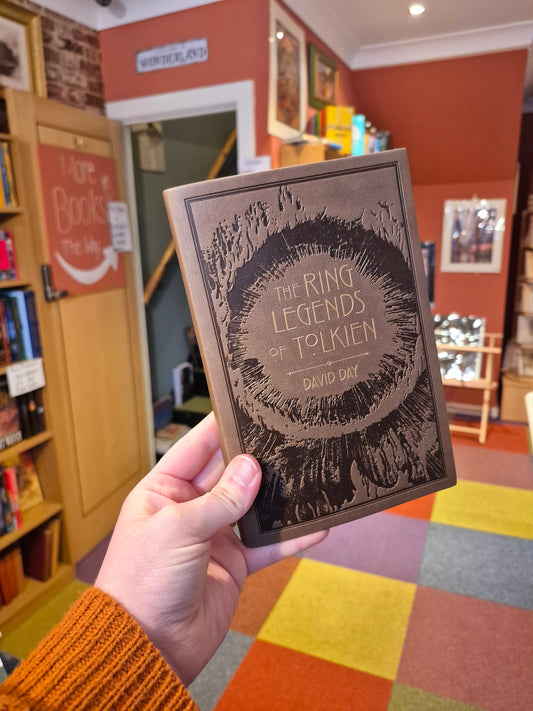 WONDERLAND
More
Books
This Way
THE RING
LEGENDS
OF TOLKIEN
DAVID DAY